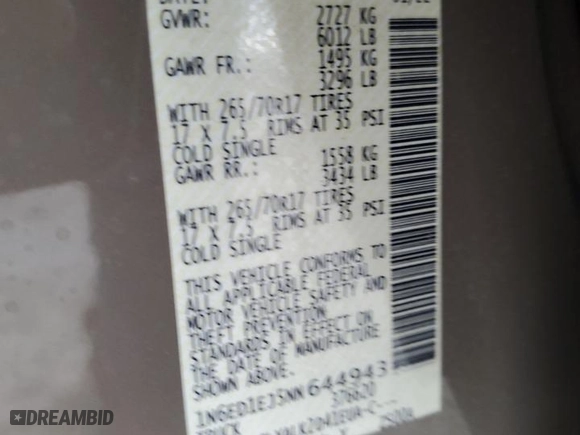 GVWR: 2727 KG
6012 LB
GAWR FR.: 1495 KG
3296 LB
WITH 265/70R17 TIRES
17 X 7.5 RIMS AT 35 PSI
COLD SINGLE
GAWR RR.: 1558 KG
3434 LB
WITH 265/70R17 TIRES
17 X 7.5 RIMS AT 35 PSI
COLD SINGLE
THIS VEHICLE CONFORMS TO
ALL APPLICABLE FEDERAL
MOTOR VEHICLE SAFETY AND
THEFT PREVENTION
STANDARDS IN EFFECT ON
THE DATE OF MANUFACTURE
SHOWN ABOVE.
1N6ED1EJ5NN644943
TRUCK
DREAMBID